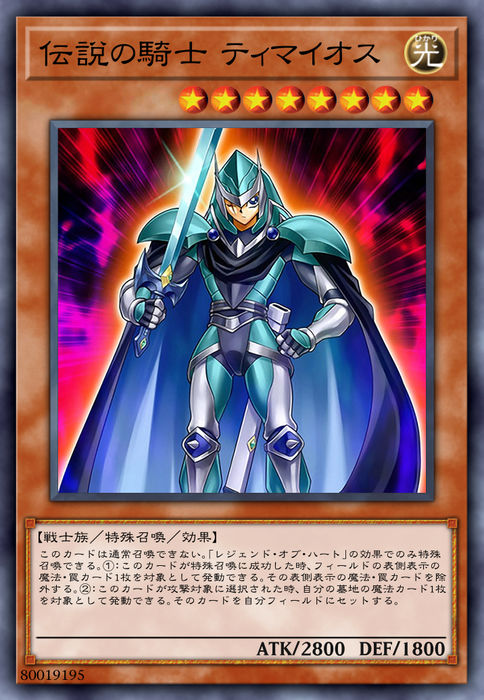 伝説の騎士 ティマイオス
ひかり
光
【戦士族／特殊召喚／効果】
このカードは通常召喚できない。「レジェンド・オブ・ハート」の効果でのみ特殊
召喚できる。①：このカードが特殊召喚に成功した時、フィールドの表側表示の
魔法・罠カード1枚を対象として発動できる。その表側表示の魔法・罠カードを除
外する。②：このカードが攻撃対象に選択された時、自分の墓地の魔法カード1枚
を対象として発動できる。そのカードを自分フィールドにセットする。
ATK/2800 DEF/1800
80019195